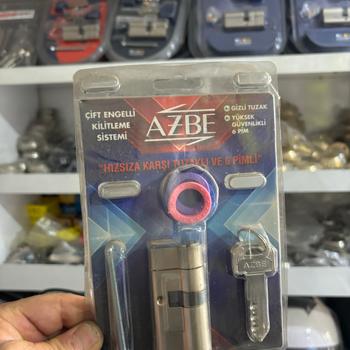 ÇİFT ENGELLİ
KİLİTLEME
SİSTEMİ
AZBE
GİZLİ TUZAK
YÜKSEK
GÜVENLİKLİ
6 PİM
"HIRSIZA KARŞI TUZAKLI VE 6 PİMLİ"
AZBE